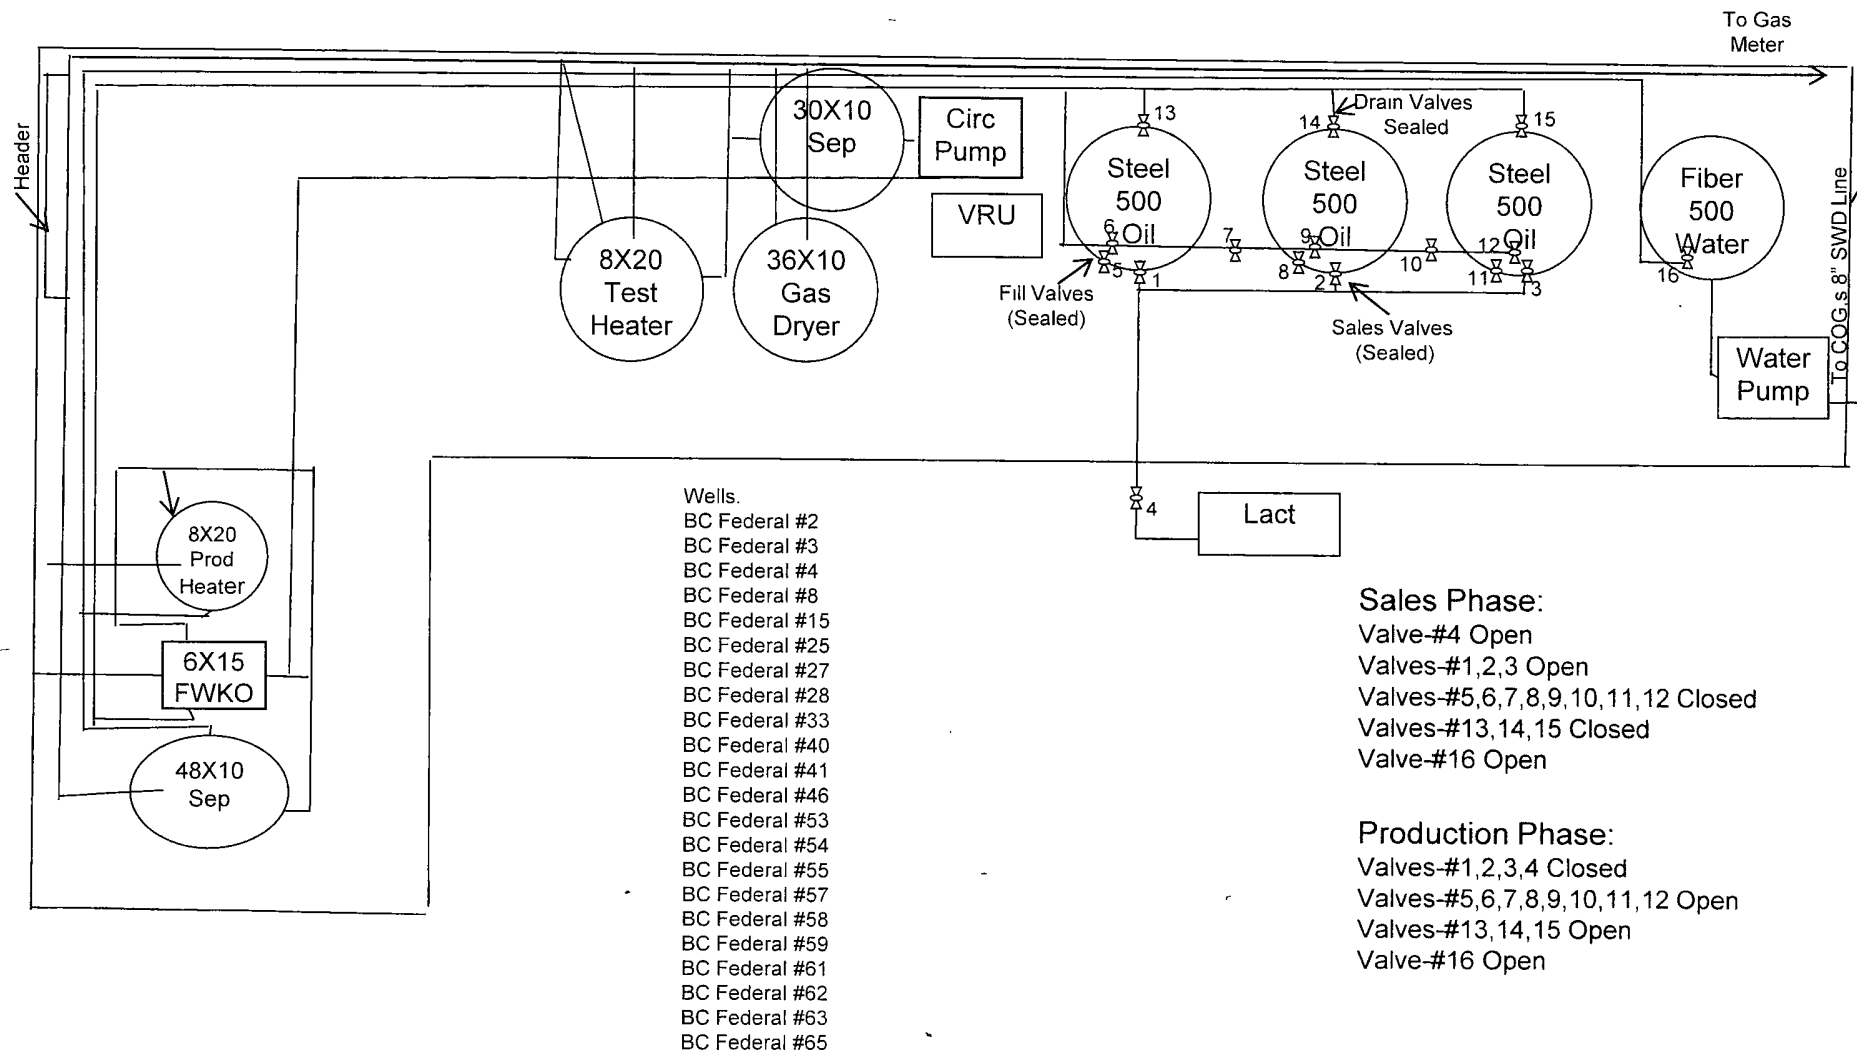 To Gas
Meter
Header
30X10
Sep
Circ
Pump
VRU
8X20
Test
Heater
36X10
Gas
Dryer
13
Steel
500
Oil
6
5
1
Fill Valves
(Sealed)
7
Drain Valves
Sealed
14
Steel
500
Oil
9
8
2
Sales Valves
(Sealed)
10
15
Steel
500
Oil
12
11
3
Fiber
500
Water
16
To COG,s 8" SWD Line
Water
Pump
4
Lact
8X20
Prod
Heater
6X15
FWKO
48X10
Sep
Wells.
BC Federal #2
BC Federal #3
BC Federal #4
BC Federal #8
BC Federal #15
BC Federal #25
BC Federal #27
BC Federal #28
BC Federal #33
BC Federal #40
BC Federal #41
BC Federal #46
BC Federal #53
BC Federal #54
BC Federal #55
BC Federal #57
BC Federal #58
BC Federal #59
BC Federal #61
BC Federal #62
BC Federal #63
BC Federal #65
Sales Phase:
Valve-#4 Open
Valves-#1,2,3 Open
Valves-#5,6,7,8,9,10,11,12 Closed
Valves-#13,14,15 Closed
Valve-#16 Open
Production Phase:
Valves-#1,2,3,4 Closed
Valves-#5,6,7,8,9,10,11,12 Open
Valves-#13,14,15 Open
Valve-#16 Open